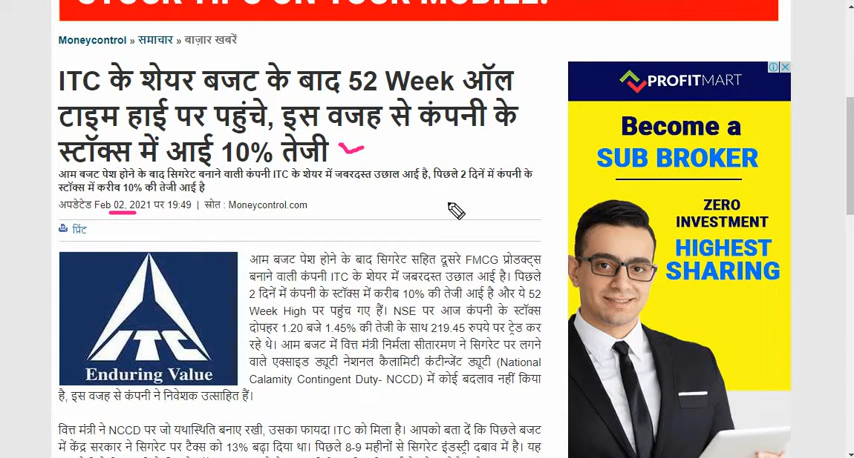 STOCK TIPS ON YOUR MOBILE!
Moneycontrol » समाचार » बाज़ार खबरें
ITC के शेयर बजट के बाद 52 Week ऑल
टाइम हाई पर पहुंचे, इस वजह से कंपनी के
स्टॉक्स में आई 10% तेजी
आम बजट पेश होने के बाद सिगरेट बनाने वाली कंपनी ITC के शेयर में जबरदस्त उछाल आई है, पिछले 2 दिनें में कंपनी के
स्टॉक्स में करीब 10% की तेजी आई है
अपडेटेड Feb 02, 2021 पर 19:49 | स्रोत : Moneycontrol.com
प्रिंट
ITC
Enduring Value
आम बजट पेश होने के बाद सिगरेट सहित दूसरे FMCG प्रोडक्ट्स
बनाने वाली कंपनी ITC के शेयर में जबरदस्त उछाल आई है। पिछले
2 दिनें में कंपनी के स्टॉक्स में करीब 10% की तेजी आई है और ये 52
Week High पर पहुंच गए हैं। NSE पर आज कंपनी के स्टॉक्स
दोपहर 1.20 बजे 1.45% की तेजी के साथ 219.45 रुपये पर ट्रेड कर
रहे थे। आम बजट में वित्त मंत्री निर्मला सीतारमण ने सिगरेट पर लगने
वाले एक्साइड ड्यूटी नेशनल कैलामिटी कंटीन्जेंट ड्यूटी (National
Calamity Contingent Duty- NCCD) में कोई बदलाव नहीं किया
है, इस वजह से कंपनी ने निवेशक उत्साहित हैं।
वित्त मंत्री ने NCCD पर जो यथास्थिति बनाए रखी, उसका फायदा ITC को मिला है। आपको बता दें कि पिछले बजट
में केंद्र सरकार ने सिगरेट पर टैक्स को 13% बढ़ा दिया था। पिछले 8-9 महीनों से सिगरेट इंडस्ट्री दबाव में है। यह
PROFITMART
Become a
SUB BROKER
ZERO
INVESTMENT
HIGHEST
SHARING